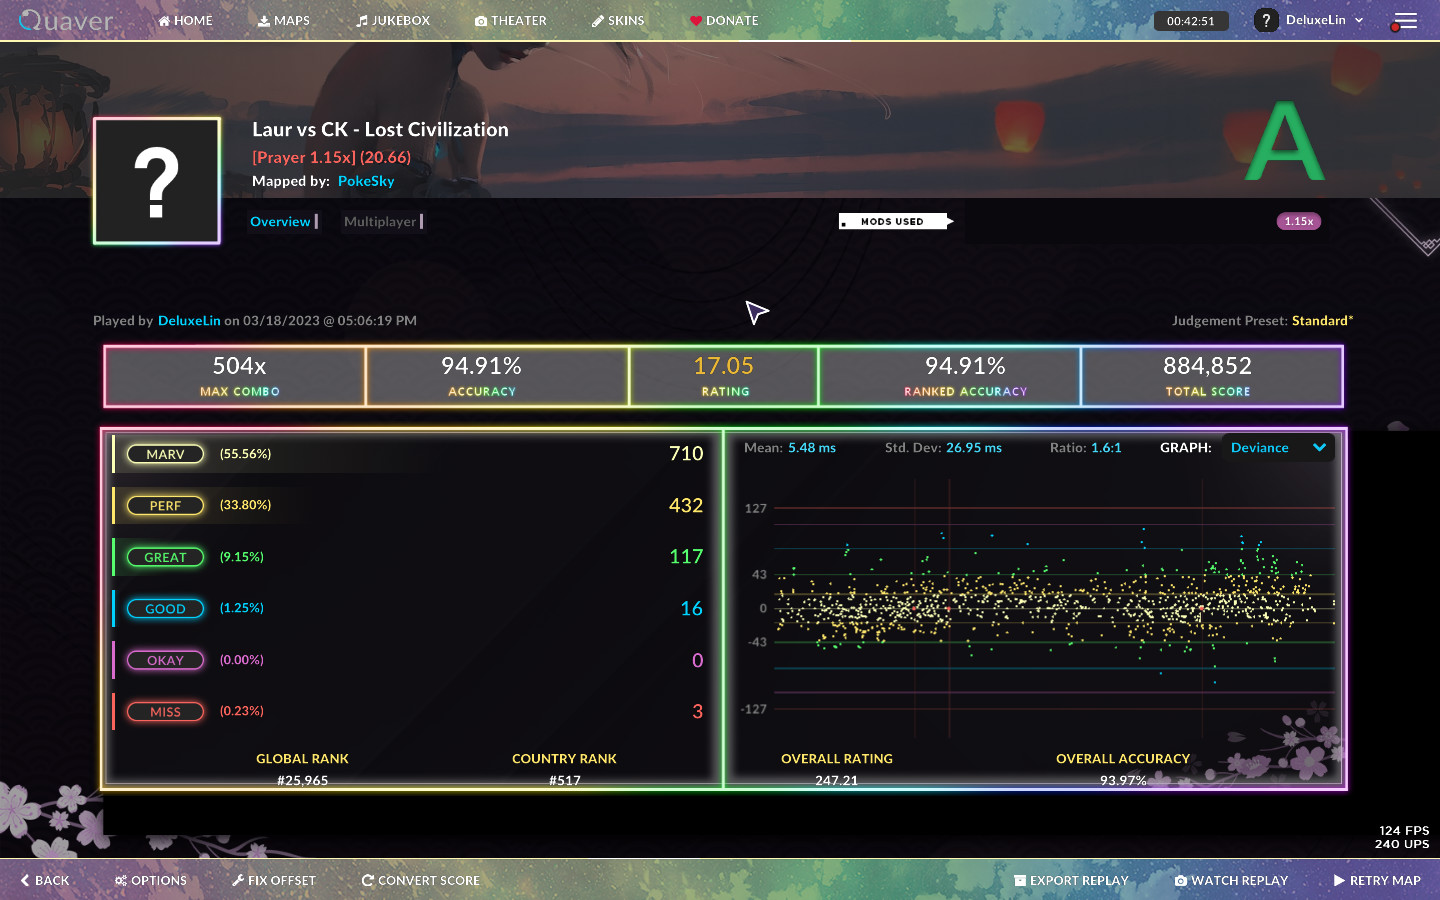 Quaver HOME MAPS JUKEBOX THEATER SKINS DONATE 00:42:51 ? DeluxeLin
?
Laur vs CK - Lost Civilization
[Prayer 1.15x] (20.66)
Mapped by: PokeSky
A
Overview Multiplayer MODS USED 1.15x
Played by DeluxeLin on 03/18/2023 @ 05:06:19 PM Judgement Preset: Standard*
504x 94.91% 17.05 94.91% 884,852
MAX COMBO ACCURACY RATING RANKED ACCURACY TOTAL SCORE
MARV (55.56%) 710
PERF (33.80%) 432
GREAT (9.15%) 117
GOOD (1.25%) 16
OKAY (0.00%) 0
MISS (0.23%) 3
Mean: 5.48 ms Std. Dev: 26.95 ms Ratio: 1.6:1 GRAPH: Deviance
127
43
0
-43
-127
GLOBAL RANK COUNTRY RANK OVERALL RATING OVERALL ACCURACY
#25,965 #517 247.21 93.97%
124 FPS
240 UPS
BACK OPTIONS FIX OFFSET CONVERT SCORE EXPORT REPLAY WATCH REPLAY RETRY MAP